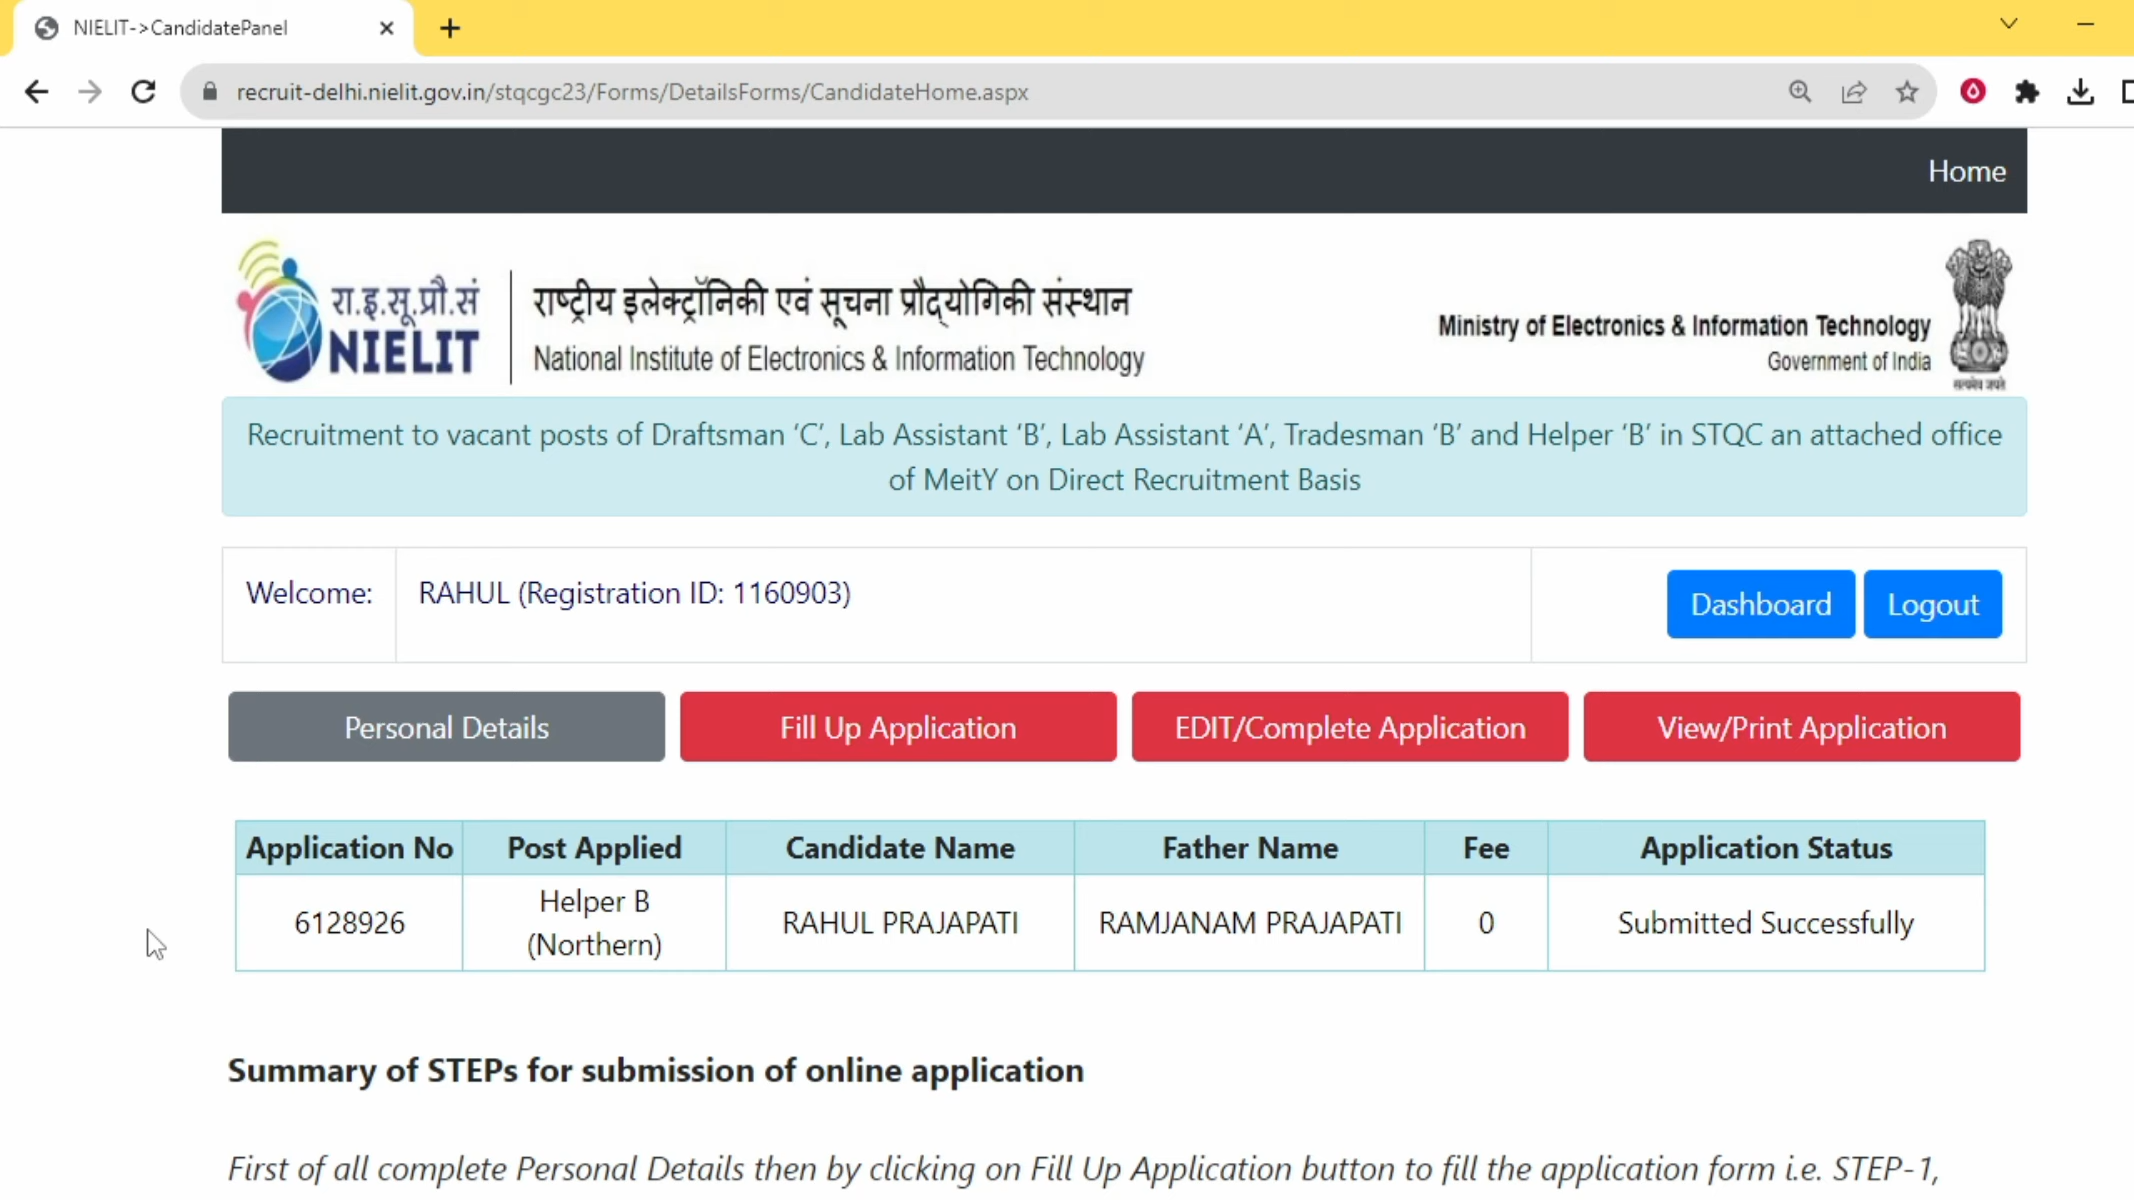 NIELIT->CandidatePanel
recruit-delhi.nielit.gov.in/stqcgc23/Forms/DetailsForms/CandidateHome.aspx
Home
रा.इ.सू.प्रौ.सं
NIELIT
राष्ट्रीय इलेक्ट्रॉनिकी एवं सूचना प्रौद्योगिकी संस्थान
National Institute of Electronics & Information Technology
Ministry of Electronics & Information Technology
Government of India
सत्यमेव जयते
Recruitment to vacant posts of Draftsman ‘C’, Lab Assistant ‘B’, Lab Assistant ‘A’, Tradesman ‘B’ and Helper ‘B’ in STQC an attached office
of MeitY on Direct Recruitment Basis
Welcome: RAHUL (Registration ID: 1160903) Dashboard Logout
Personal Details Fill Up Application EDIT/Complete Application View/Print Application
Application No Post Applied Candidate Name Father Name Fee Application Status
6128926 Helper B (Northern) RAHUL PRAJAPATI RAMJANAM PRAJAPATI 0 Submitted Successfully
Summary of STEPs for submission of online application
First of all complete Personal Details then by clicking on Fill Up Application button to fill the application form i.e. STEP-1,